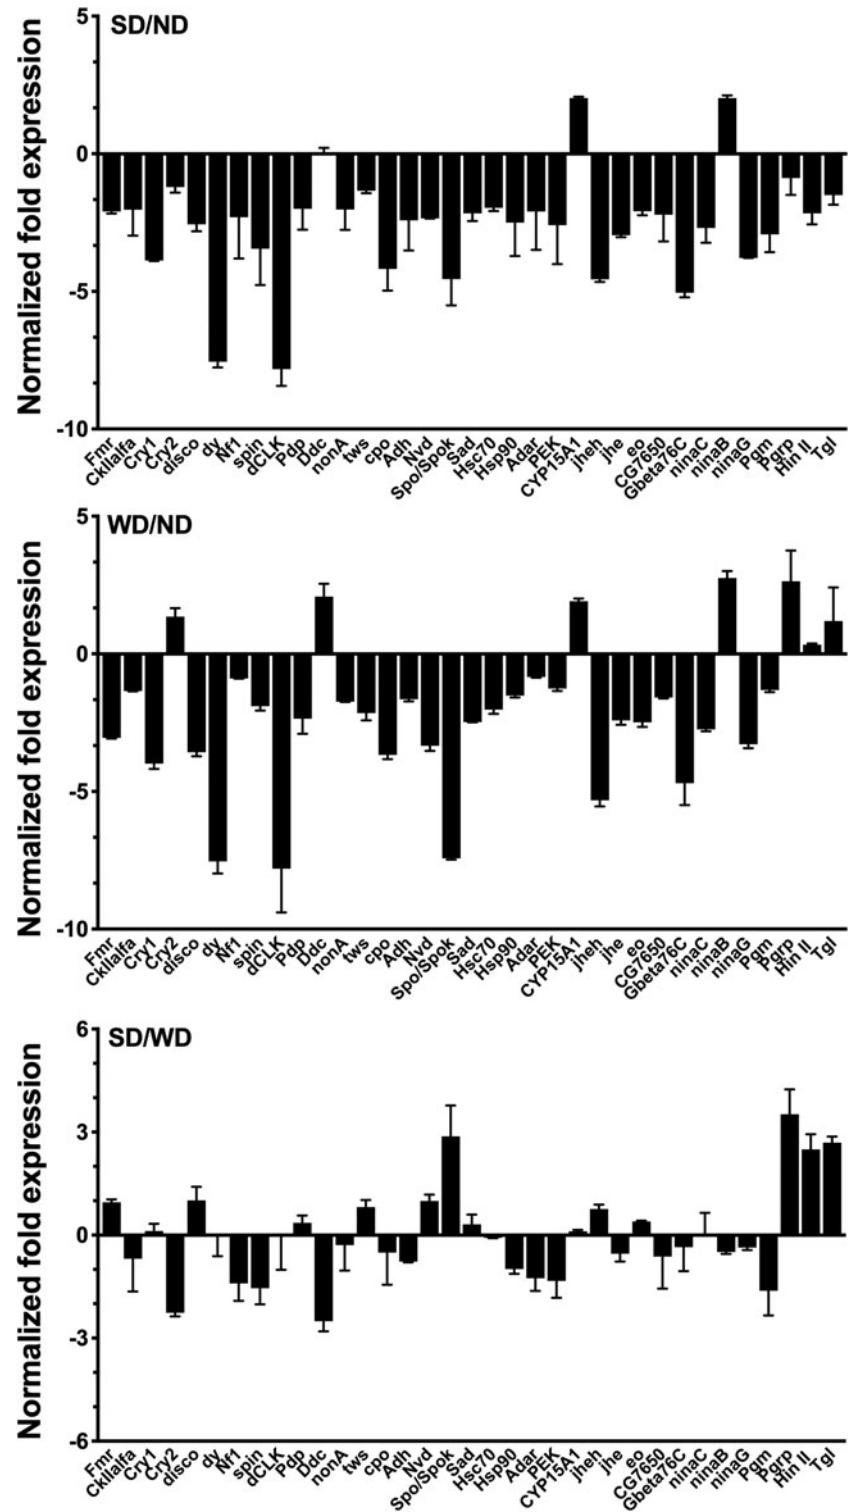 SD/ND
Normalized fold expression
5
0
-5
-10
Fmr CkIIalfa Cry1 Cry2 disco dy Nf1 spin dCLK Pdp Ddc nonA tws cpo Adh Nvd Spo/Spok Sad Hsc70 Hsp90 Adar PEK CYP15A1 jheh jhe eo CG7650 Gbeta76C ninaC ninaB ninaG Pgm Pgrp Hin II Tgl
WD/ND
Normalized fold expression
5
0
-5
-10
Fmr CkIIalfa Cry1 Cry2 disco dy Nf1 spin dCLK Pdp Ddc nonA tws cpo Adh Nvd Spo/Spok Sad Hsc70 Hsp90 Adar PEK CYP15A1 jheh jhe eo CG7650 Gbeta76C ninaC ninaB ninaG Pgm Pgrp Hin II Tgl
SD/WD
Normalized fold expression
6
3
0
-3
-6
Fmr CkIIalfa Cry1 Cry2 disco dy Nf1 spin dCLK Pdp Ddc nonA tws cpo Adh Nvd Spo/Spok Sad Hsc70 Hsp90 Adar PEK CYP15A1 jheh jhe eo CG7650 Gbeta76C ninaC ninaB ninaG Pgm Pgrp Hin II Tgl